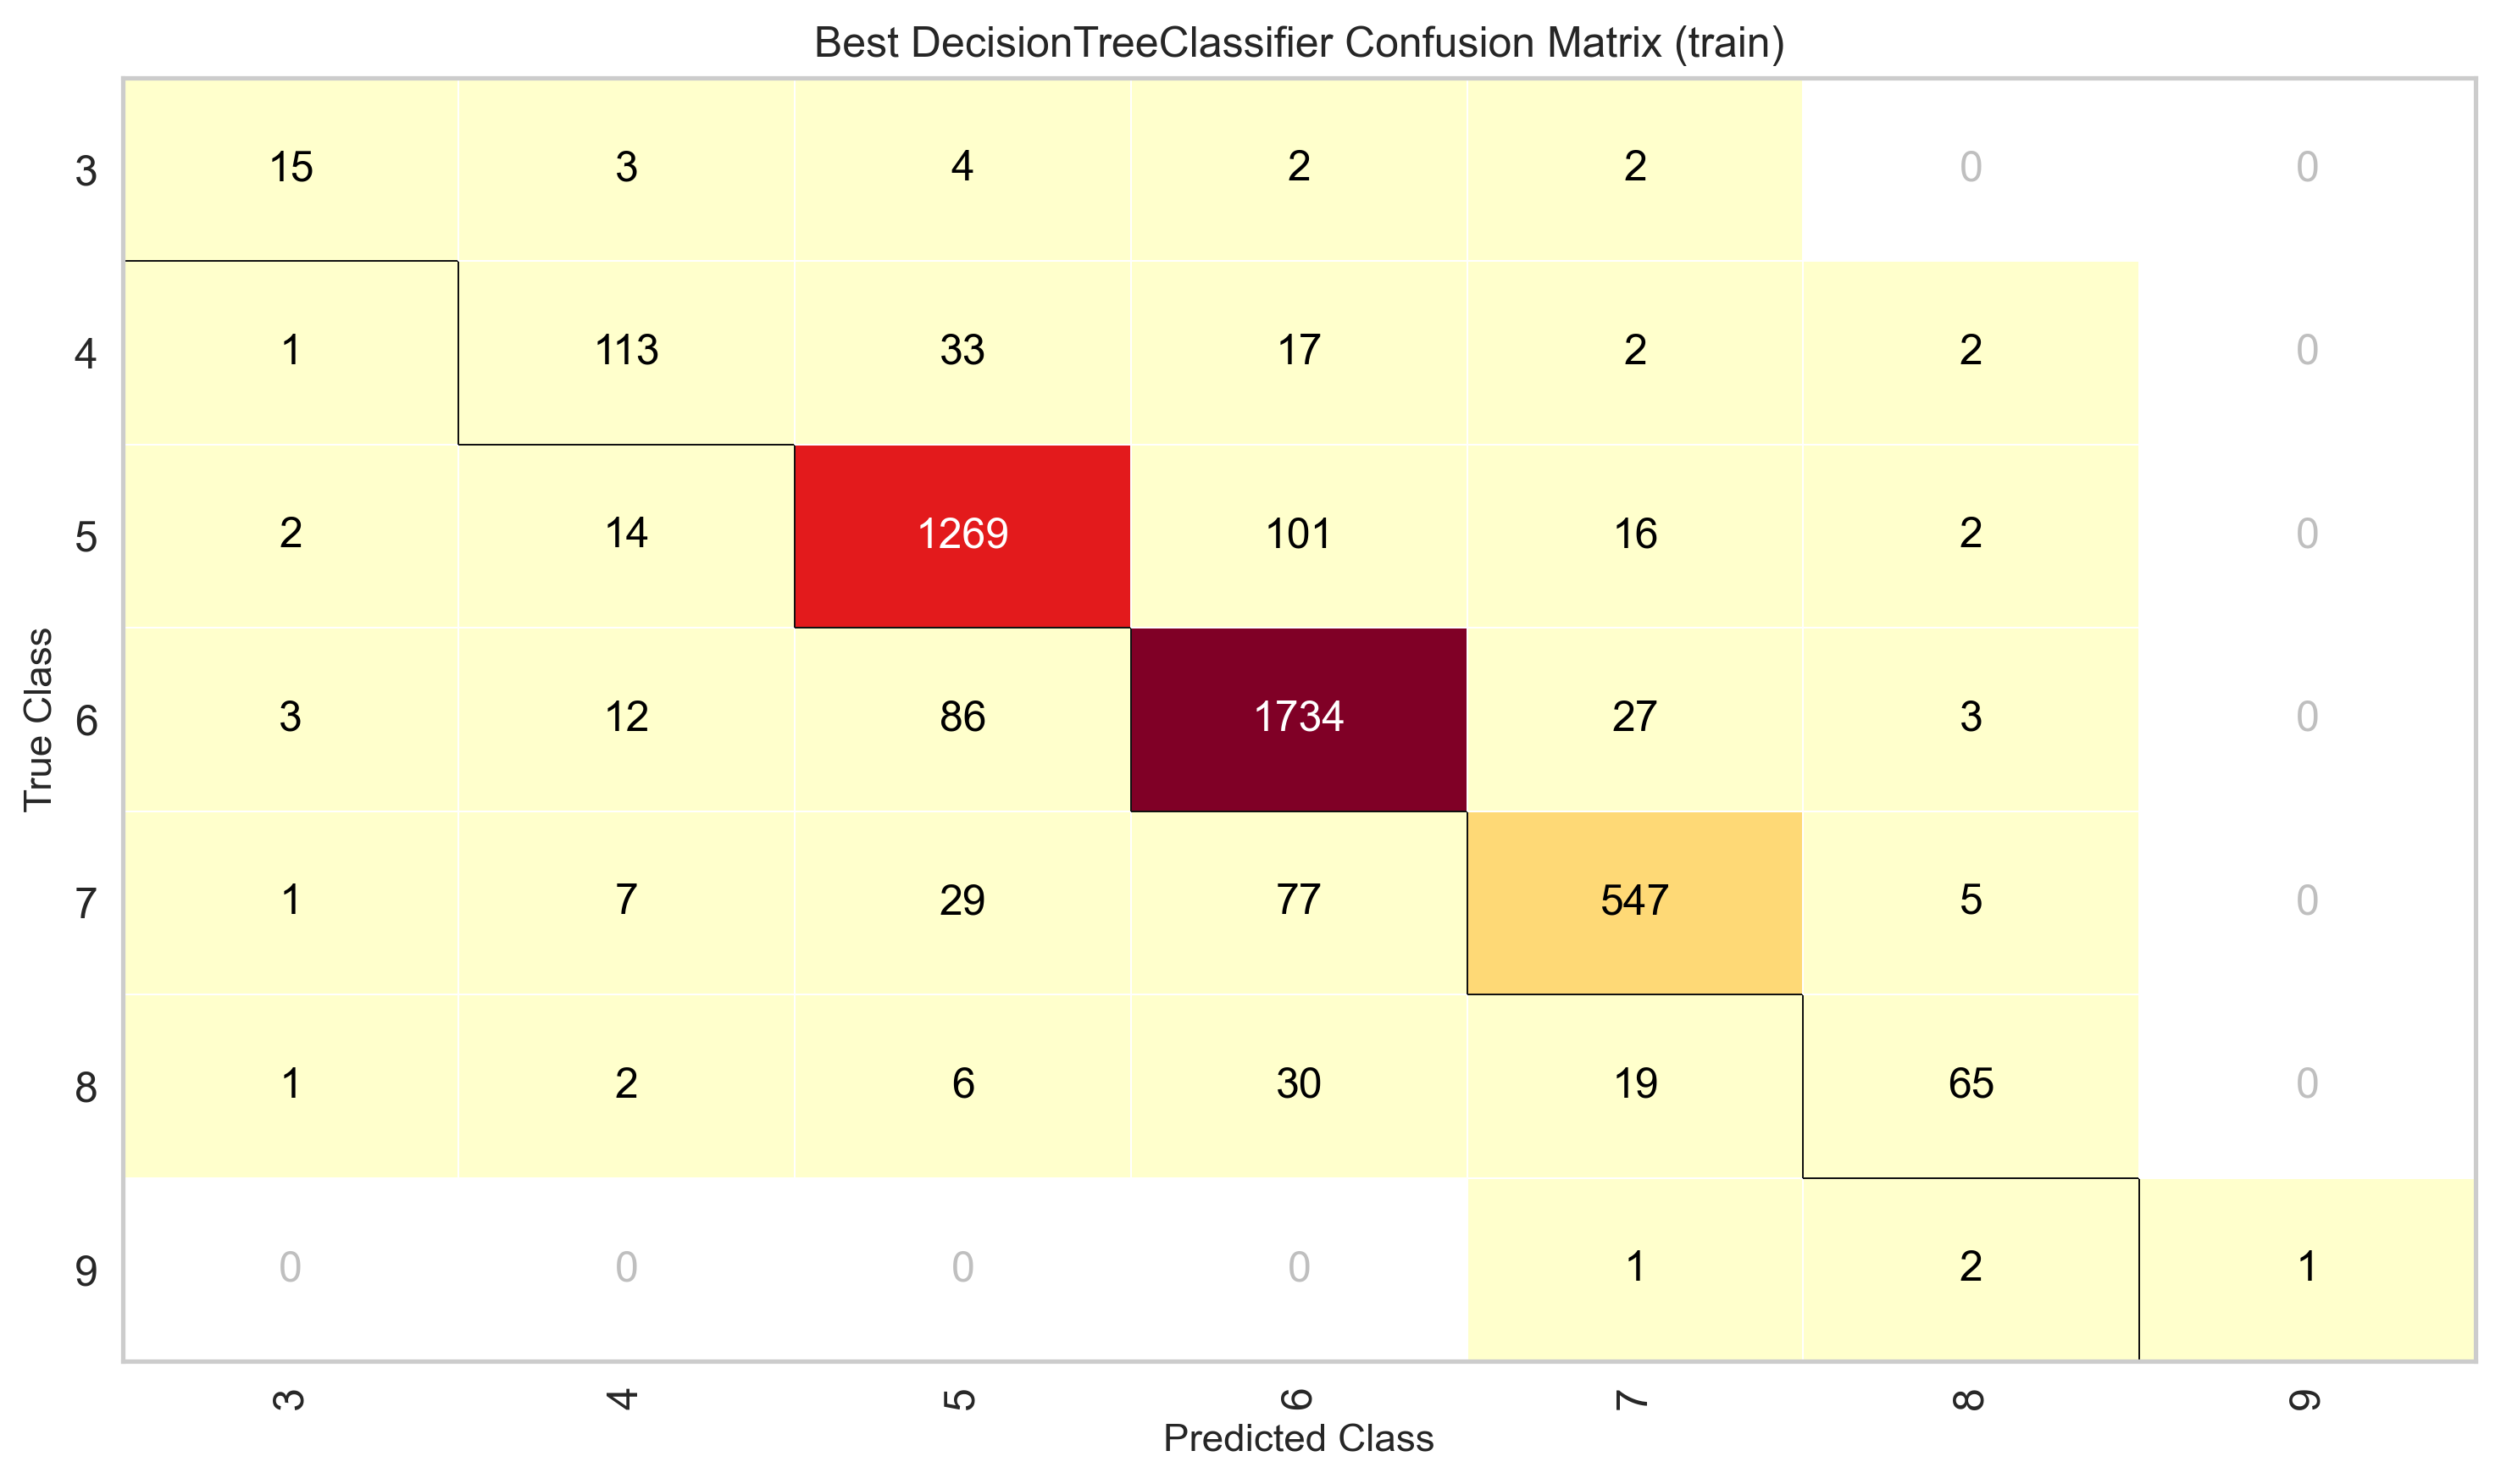 Best DecisionTreeClassifier Confusion Matrix (train)
3 15 3 4 2 2 0 0
4 1 113 33 17 2 2 0
5 2 14 1269 101 16 2 0
6 3 12 86 1734 27 3 0
7 1 7 29 77 547 5 0
8 1 2 6 30 19 65 0
9 0 0 0 0 1 2 1
True Class
3 4 5 6 7 8 9
Predicted Class